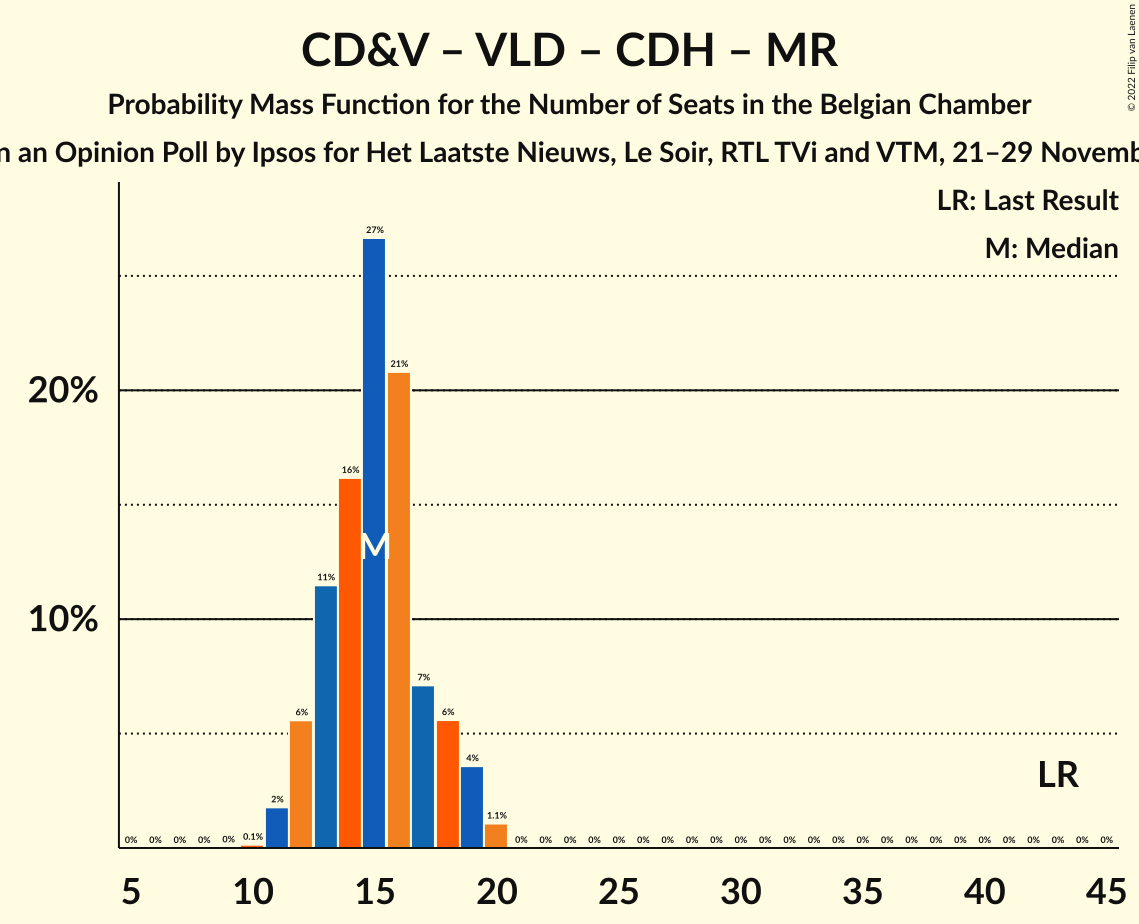 CD&V – VLD – CDH – MR
Probability Mass Function for the Number of Seats in the Belgian Chamber
an Opinion Poll by Ipsos for Het Laatste Nieuws, Le Soir, RTL TVi and VTM, 21–29
© 2022 Filip van Laenen
LR: Last Result
M: Median
20%
10%
0% 0% 0% 0% 0% 0.1% 2% 6% 11% 16% 27% 21% 7% 6% 4% 1.1% 0% 0% 0% 0% 0% 0% 0% 0% 0% 0% 0% 0% 0% 0% 0% 0% 0% 0% 0% 0% 0% 0% 0% 0% 0%
M
LR
5 10 15 20 25 30 35 40 45